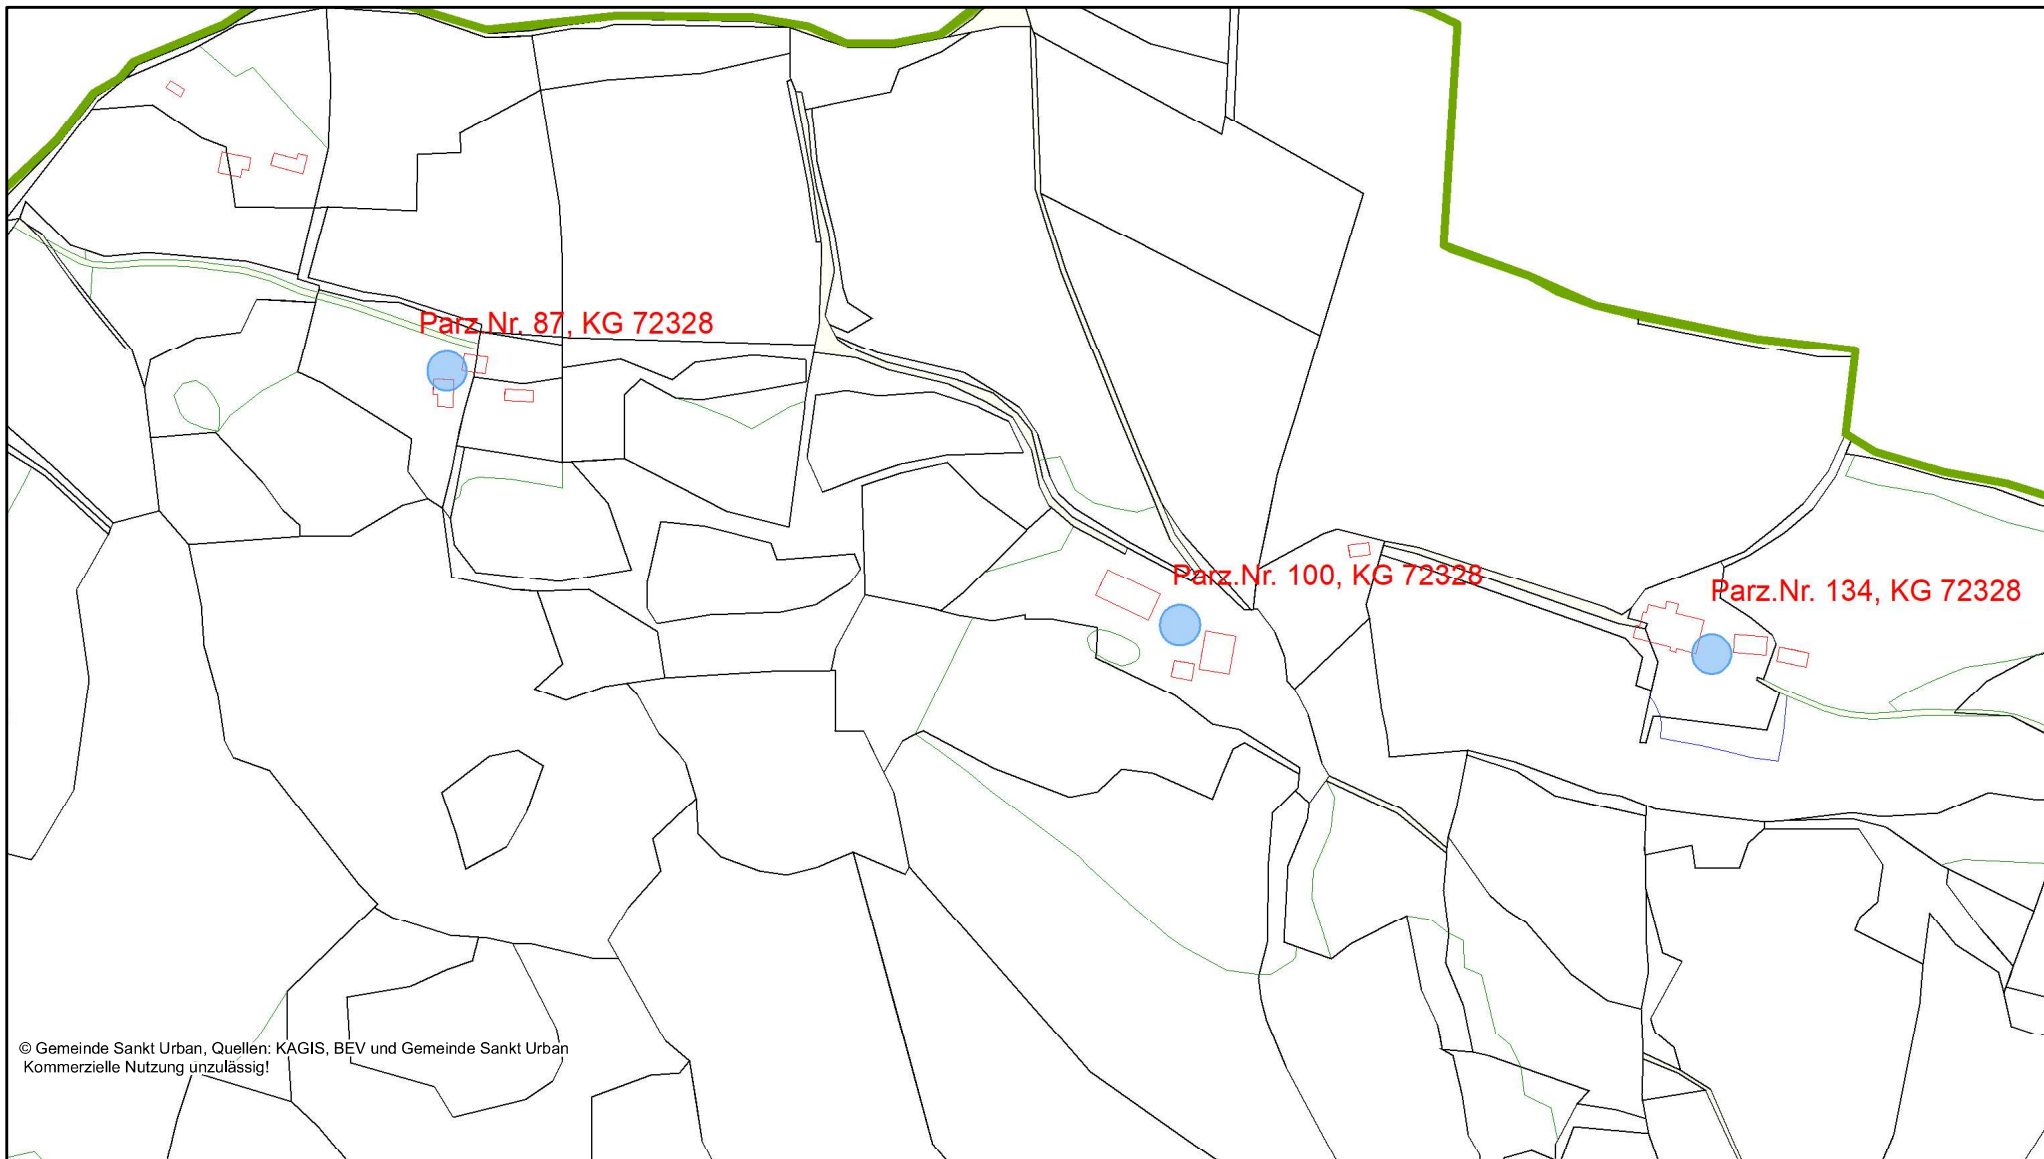 Parz.Nr. 87, KG 72328
Parz.Nr. 100, KG 72328
Parz.Nr. 134, KG 72328
© Gemeinde Sankt Urban, Quellen: KAGIS, BEV und Gemeinde Sankt Urban
Kommerzielle Nutzung unzulässig!